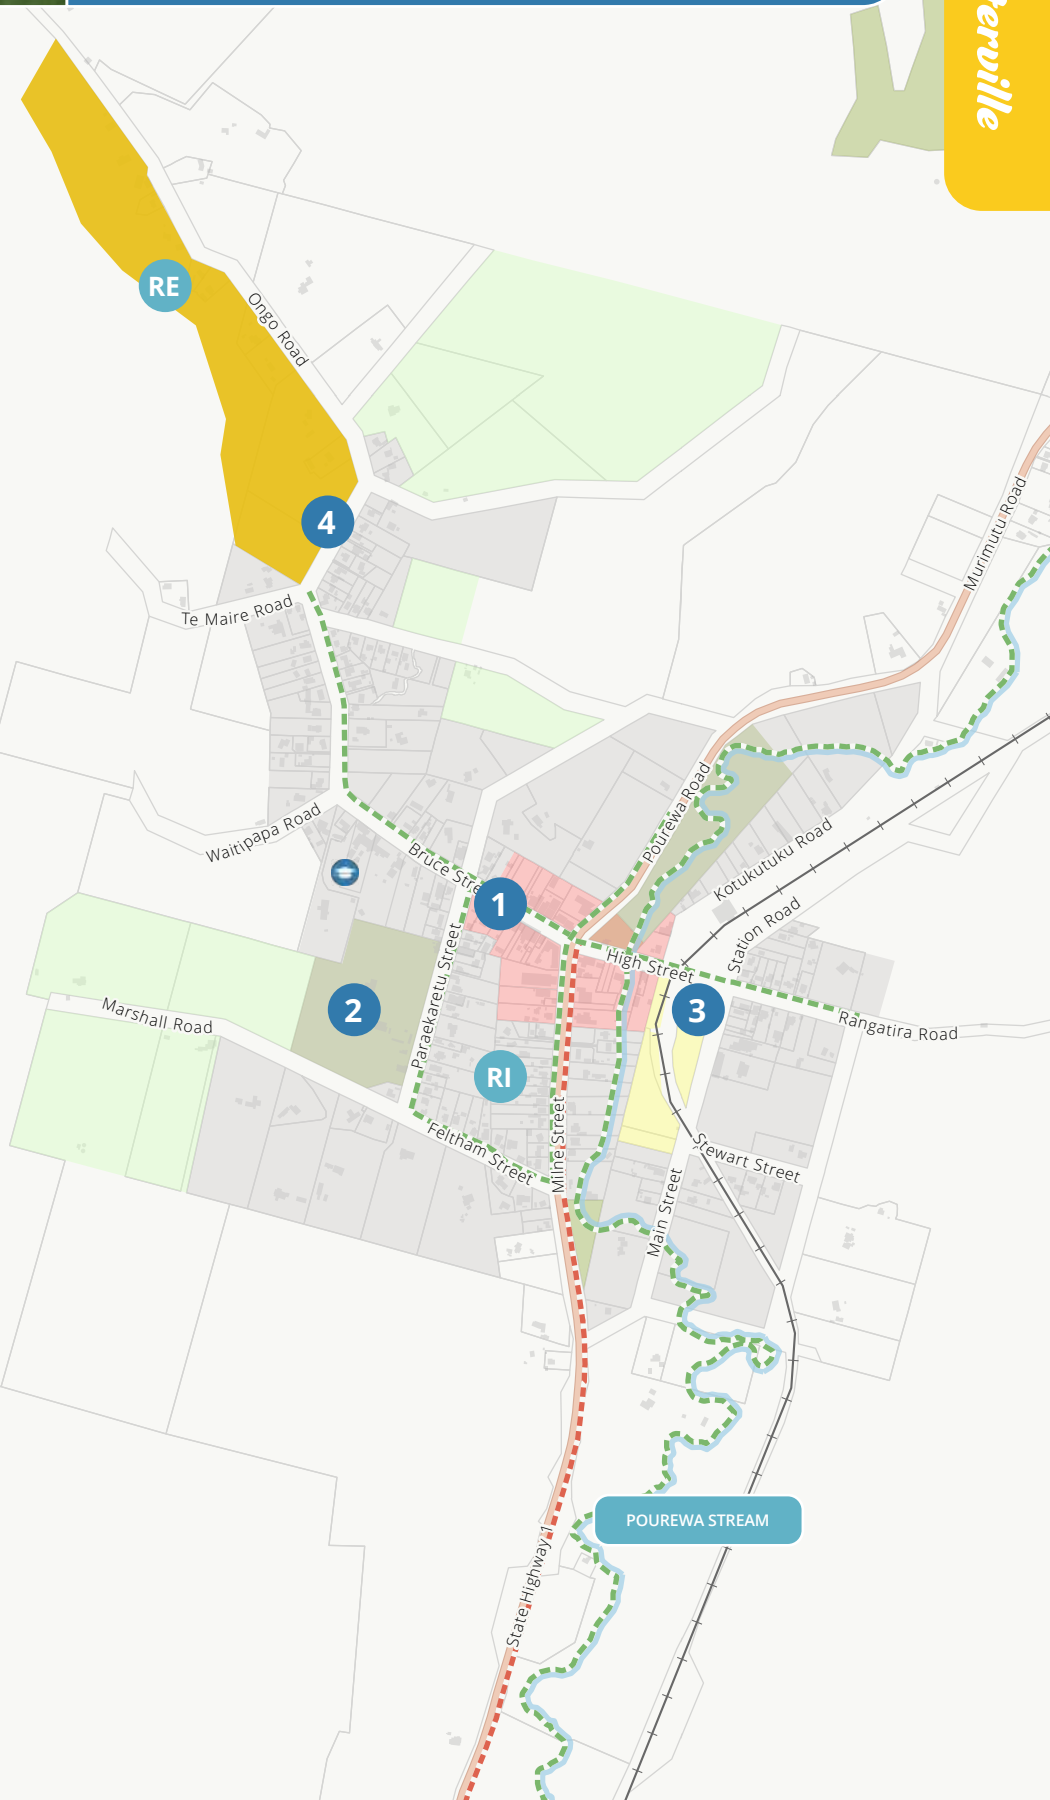 erville
RE
Ongo Road
4
Murimutu Road
Te Maire Road
Pourewa Road
Waitipapa Road
Kotukutuku Road
Bruce Stre
1
Station Road
High Street
2
Paraekaretu Street
3
Marshall Road
Rangatira Road
RI
Feltham Street
Milne Street
Stewart Street
Main Street
POUREWA STREAM
State Highway 1